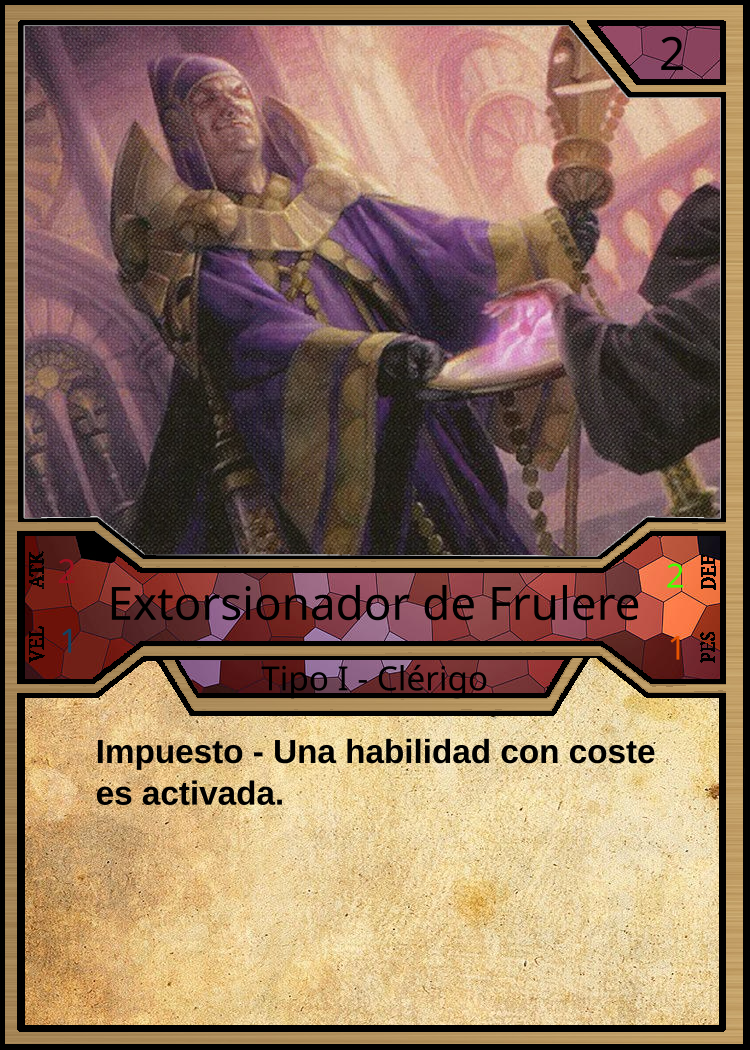 2
ATK 2
2 DEF
Extorsionador de Frulere
VEL 1
1 PES
Tipo I - Clérigo
Impuesto - Una habilidad con coste
es activada.